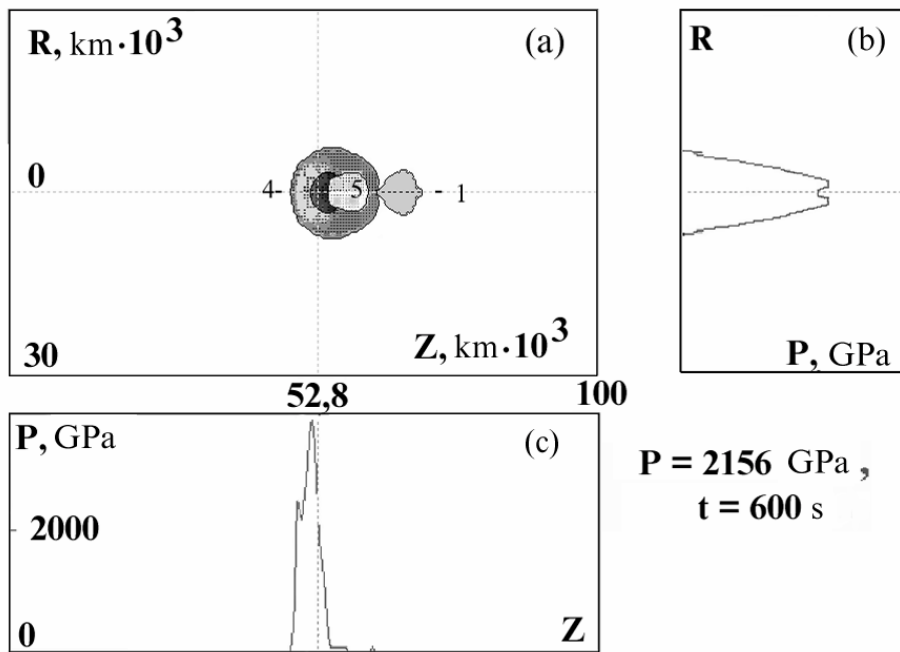 R, km·10³
(a)
0
4-
5
- 1
30
Z, km·10³
52,8
100
R
(b)
P, GPa
P, GPa
(c)
2000
0
Z
P = 2156 GPa ,
t = 600 s